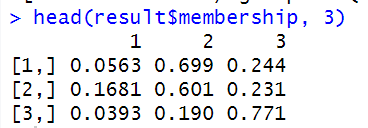 > head(result$membership, 3)
1 2 3
[1,] 0.0563 0.699 0.244
[2,] 0.1681 0.601 0.231
[3,] 0.0393 0.190 0.771